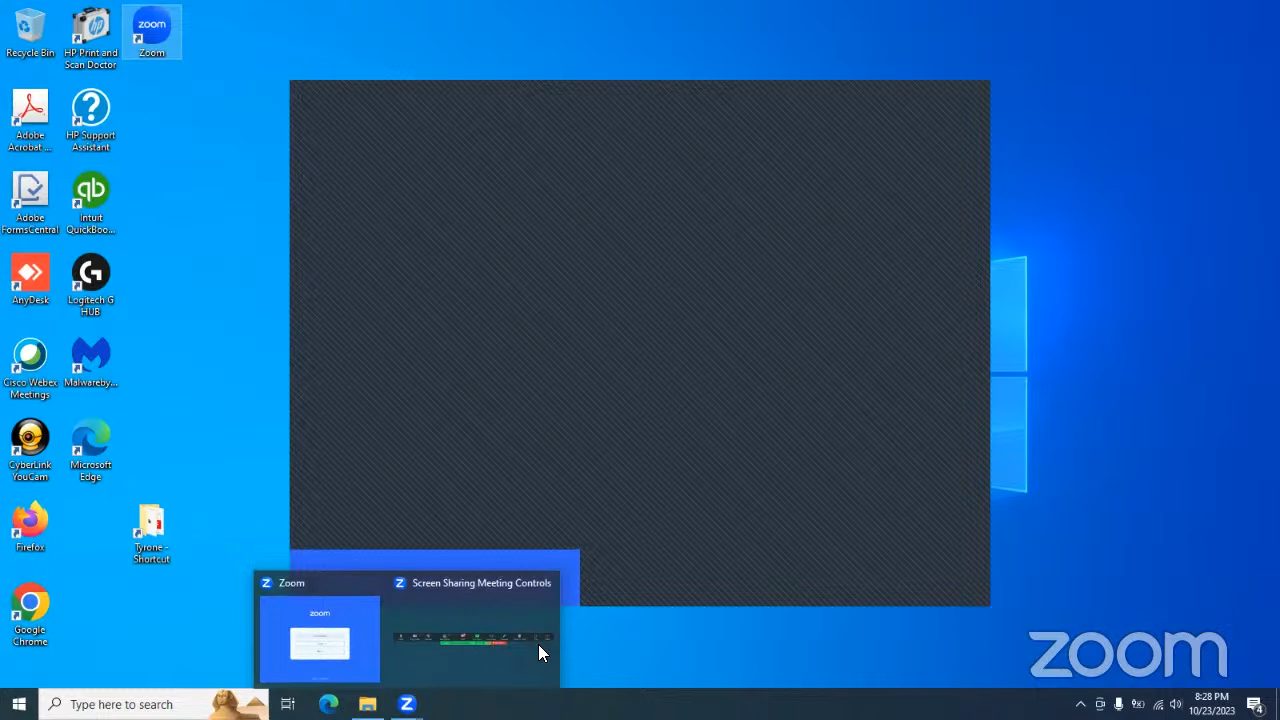 Recycle Bin
HP Print and
Scan Doctor
zoom
Zoom
Adobe
Acrobat ...
HP Support
Assistant
Adobe
FormsCentral
qb
Intuit
QuickBoo...
AnyDesk
Logitech G
HUB
Cisco Webex
Meetings
Malwareby...
CyberLink
YouCam
Microsoft
Edge
Firefox
Tyrone -
Shortcut
Google
Chrome
Zoom
Screen Sharing Meeting Controls
zoom
zoom
Type here to search
8:28 PM
10/23/2023
4